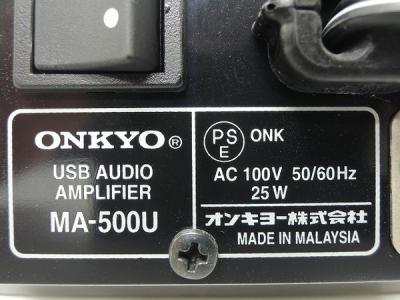 ONKYO®
USB AUDIO
AMPLIFIER
MA-500U
PS
E
ONK
AC 100V 50/60Hz
25W
オンキヨー株式会社
MADE IN MALAYSIA